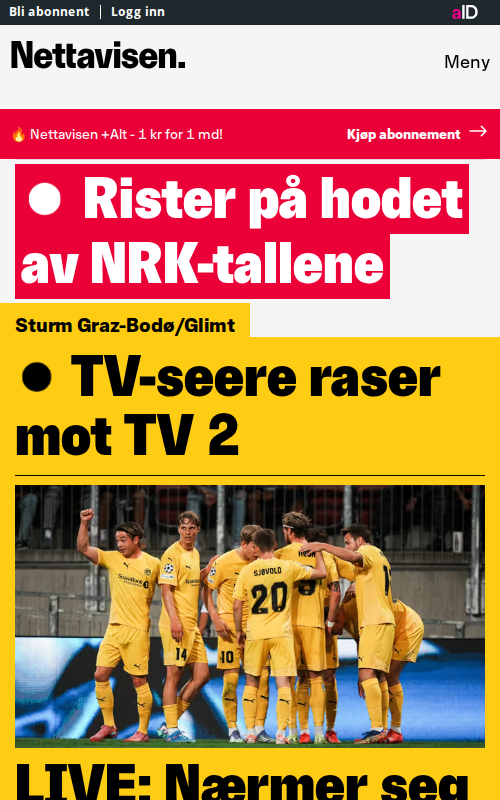 Bli abonnent | Logg inn
aID
Nettavisen.
Meny
🔥 Nettavisen +Alt - 1 kr for 1 md!
Kjøp abonnement →
Rister på hodet
av NRK-tallene
Sturm Graz-Bodø/Glimt
TV-seere raser
mot TV 2
SJØVOLD
20
14
10
LIVE: Nærmer seg